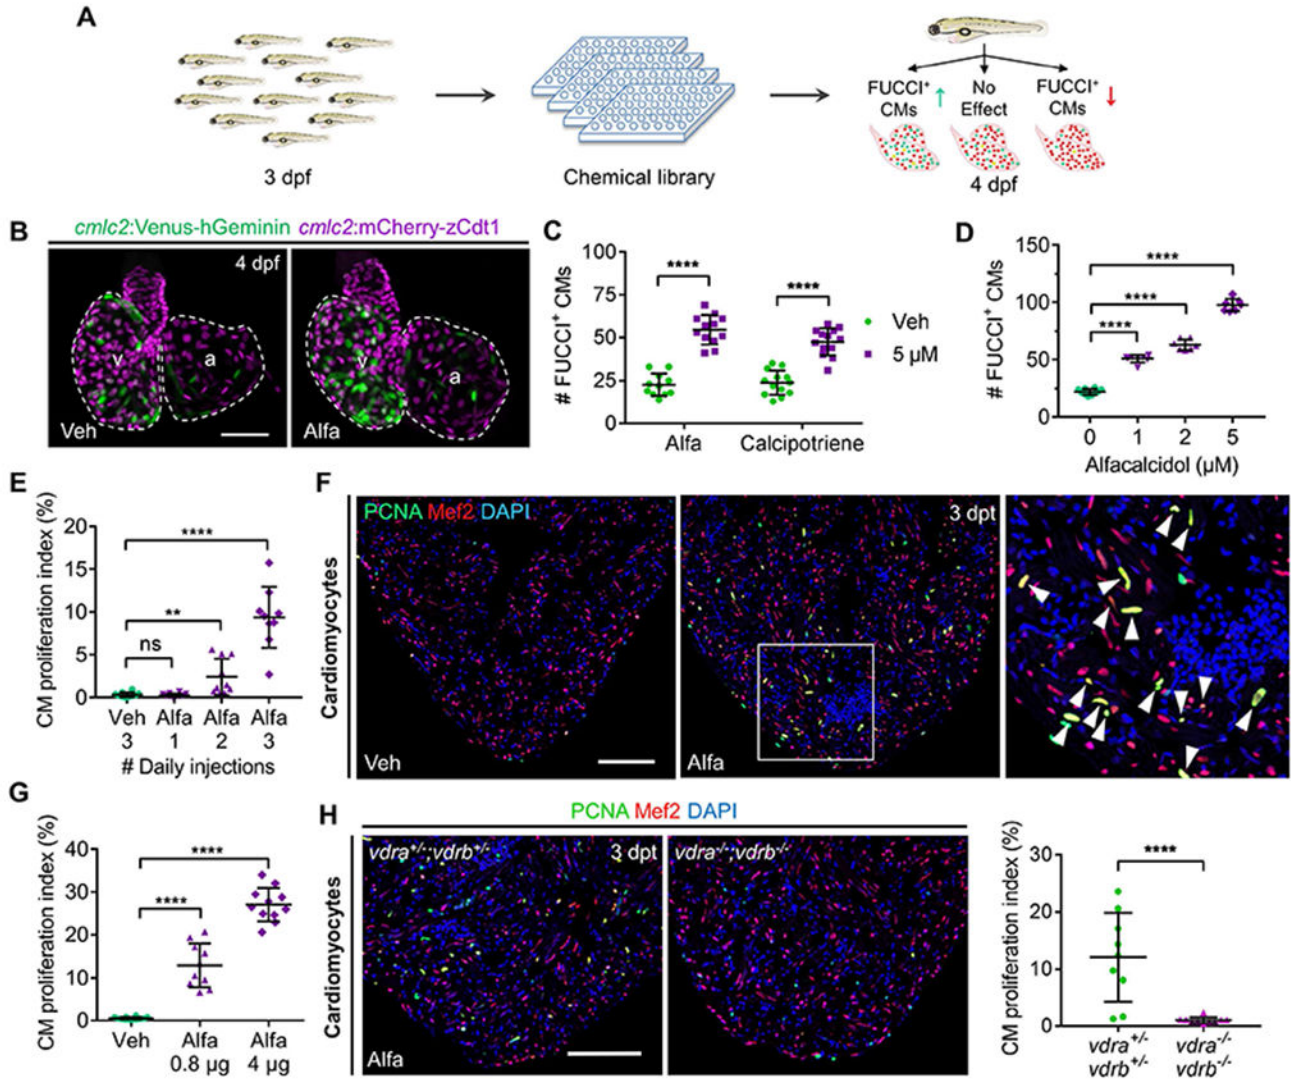 A
3 dpf
Chemical library
FUCCI+ CMs ↑
No Effect
FUCCI+ CMs ↓
4 dpf
B
cmlc2:Venus-hGeminin cmlc2:mCherry-zCdt1
4 dpf
v
a
Veh
v
a
Alfa
C
# FUCCI+ CMs
100
75
50
25
0
****
****
Veh
5 µM
Alfa
Calcipotriene
D
# FUCCI+ CMs
150
100
50
0
****
****
****
0 1 2 5
Alfacalcidol (µM)
E
CM proliferation index (%)
20
15
10
5
0
****
**
ns
Veh Alfa Alfa Alfa
3 1 2 3
# Daily injections
F
Cardiomyocytes
PCNA Mef2 DAPI
Veh
3 dpt
Alfa
G
CM proliferation index (%)
40
30
20
10
0
****
****
Veh Alfa Alfa
0.8 µg 4 µg
H
PCNA Mef2 DAPI
Cardiomyocytes
vdra+/-;vdrb+/-
3 dpt
Alfa
vdra-/-;vdrb-/-
CM proliferation index (%)
30
20
10
0
****
vdra+/- vdra-/-
vdrb+/- vdrb-/-